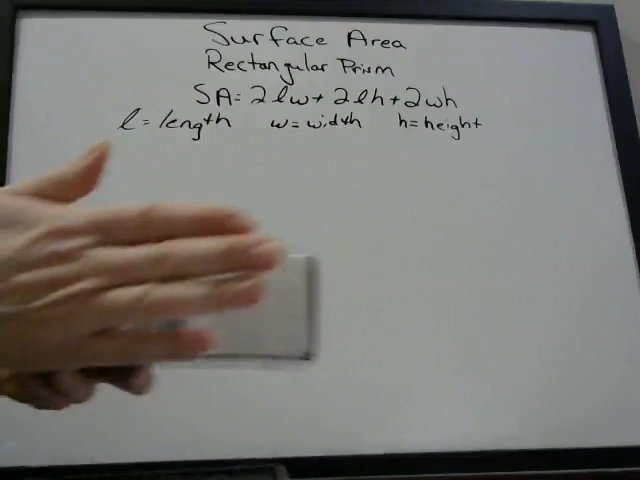 Surface Area
Rectangular Prism
SA = 2lw + 2lh + 2wh
l = length w = width h = height